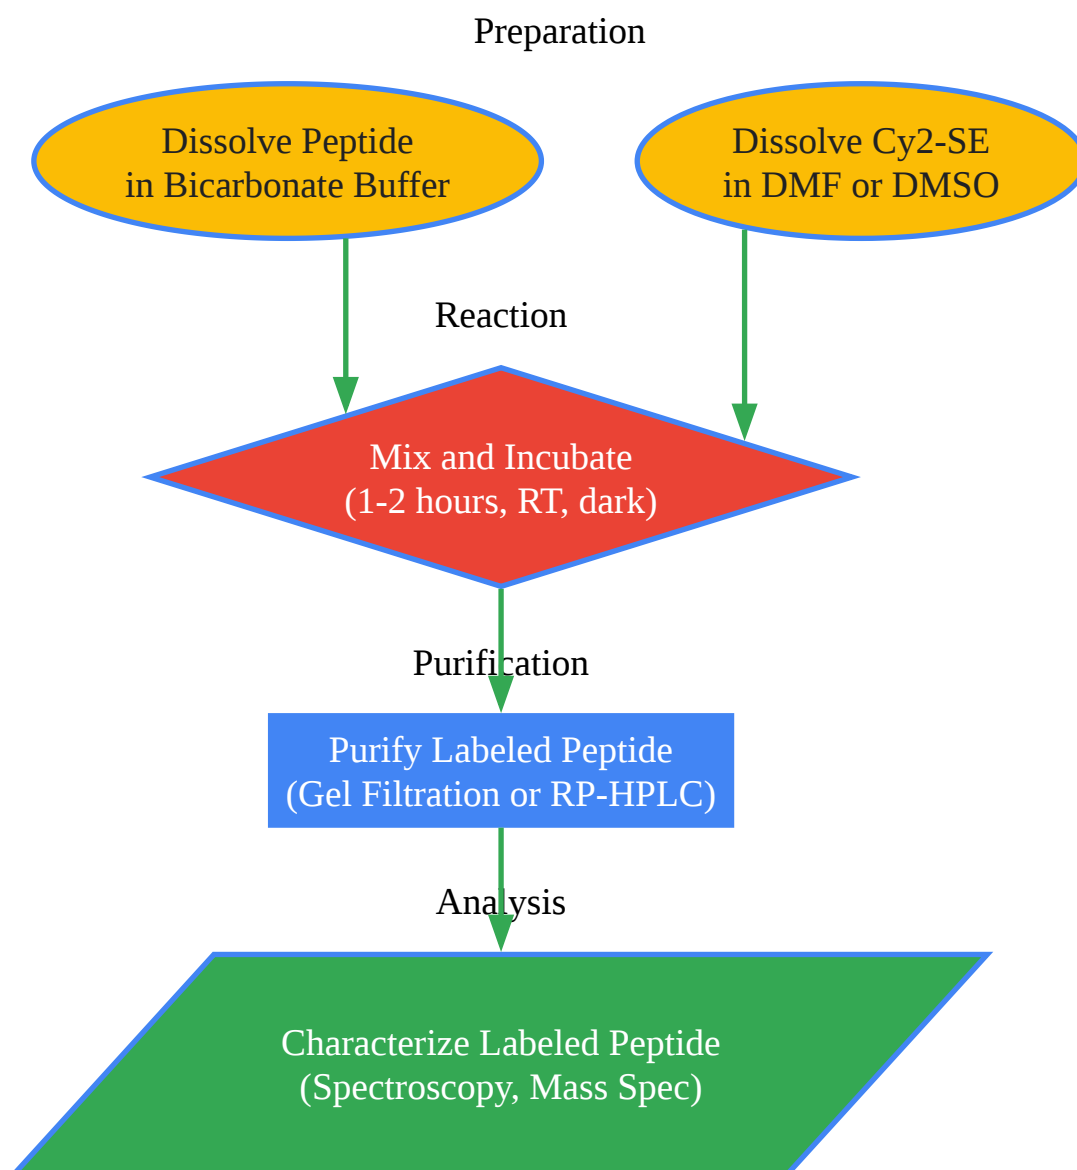 Preparation
Dissolve Peptide
in Bicarbonate Buffer
Dissolve Cy2-SE
in DMF or DMSO
Reaction
Mix and Incubate
(1-2 hours, RT, dark)
Purification
Purify Labeled Peptide
(Gel Filtration or RP-HPLC)
Analysis
Characterize Labeled Peptide
(Spectroscopy, Mass Spec)